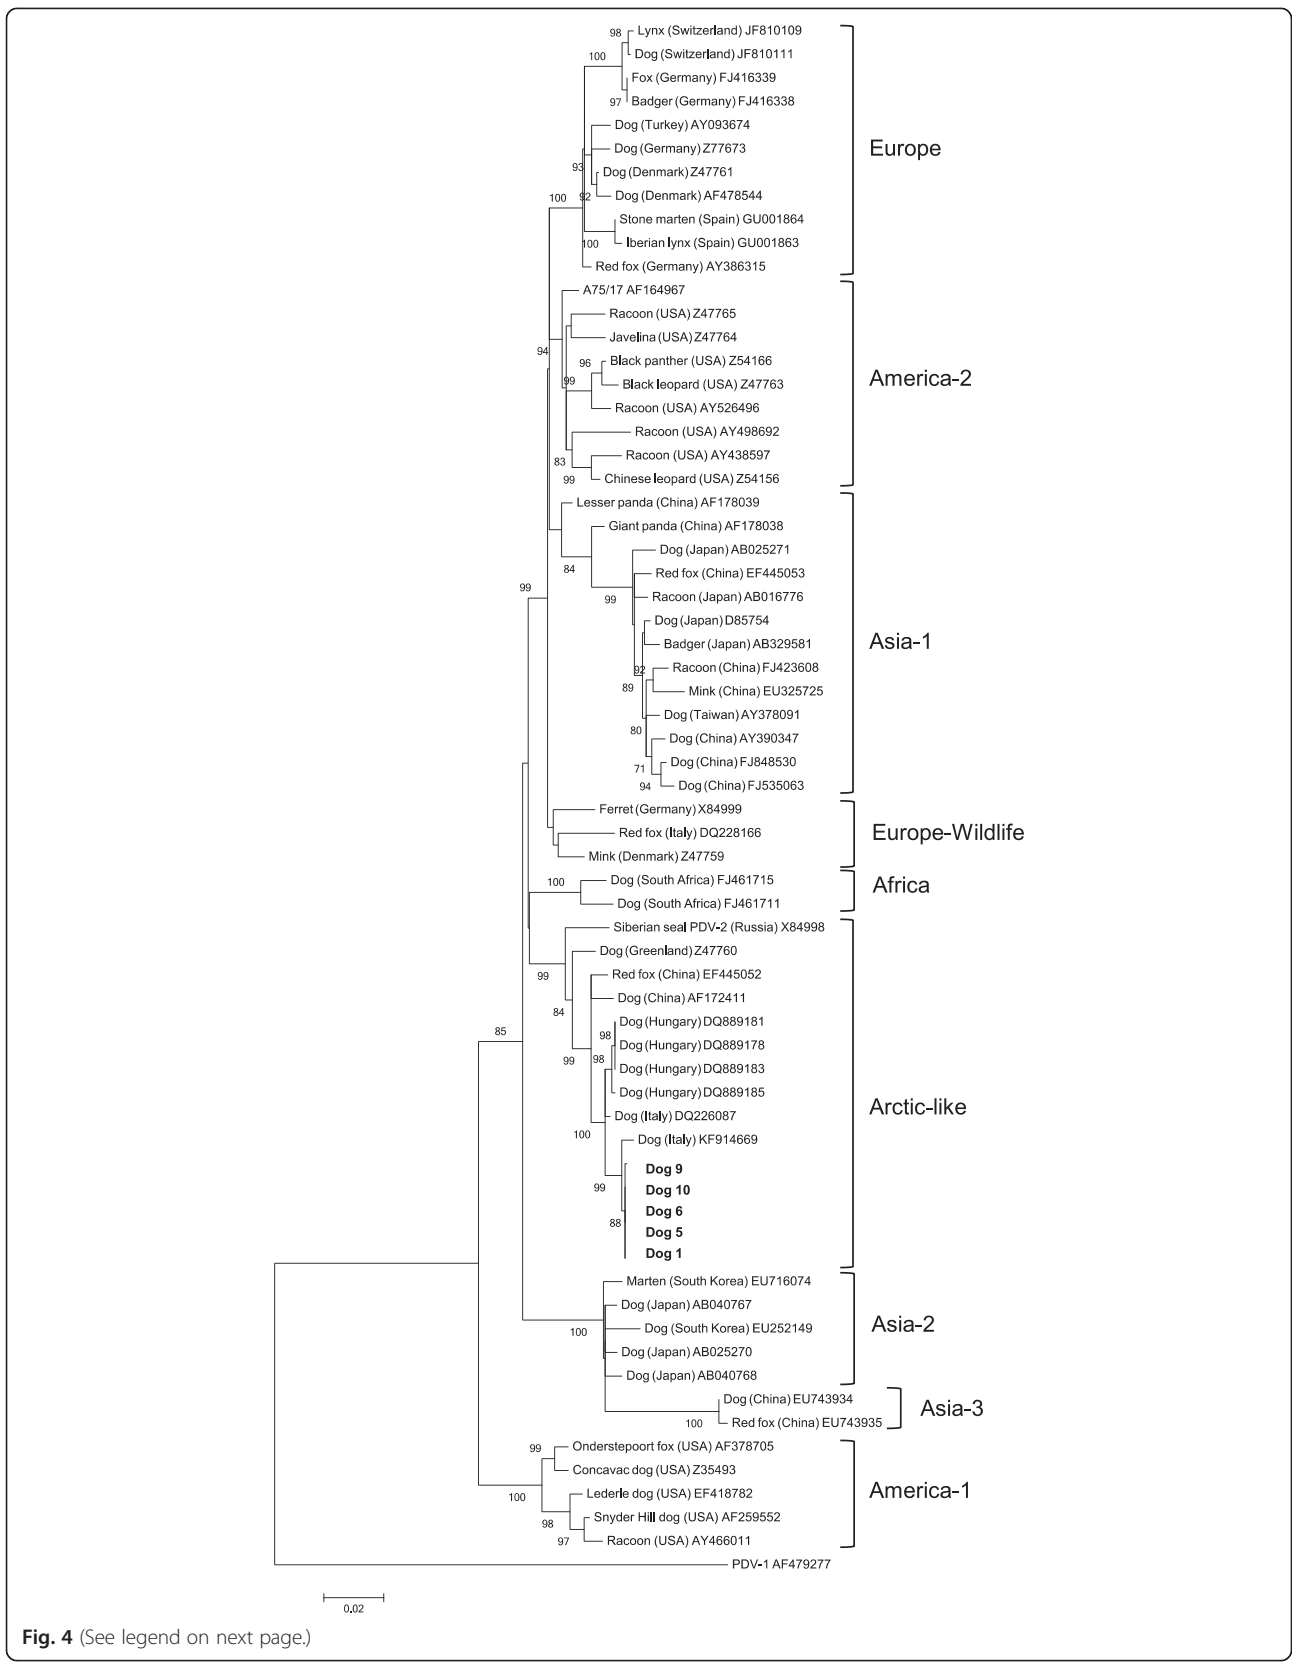 98
Lynx (Switzerland) JF810109
Dog (Switzerland) JF810111
100
Fox (Germany) FJ416339
97
Badger (Germany) FJ416338
Dog (Turkey) AY093674
Dog (Germany) Z77673
Europe
93
Dog (Denmark) Z47761
92
Dog (Denmark) AF478544
100
Stone marten (Spain) GU001864
100
Iberian lynx (Spain) GU001863
Red fox (Germany) AY386315
A75/17 AF164967
Racoon (USA) Z47765
Javelina (USA) Z47764
94
96
Black panther (USA) Z54166
99
Black leopard (USA) Z47763
America-2
Racoon (USA) AY526496
Racoon (USA) AY498692
83
Racoon (USA) AY438597
99
Chinese leopard (USA) Z54156
Lesser panda (China) AF178039
Giant panda (China) AF178038
Dog (Japan) AB025271
84
Red fox (China) EF445053
99
99
Racoon (Japan) AB016776
Dog (Japan) D85754
Badger (Japan) AB329581
Asia-1
92
Racoon (China) FJ423608
89
Mink (China) EU325725
Dog (Taiwan) AY378091
80
Dog (China) AY390347
71
Dog (China) FJ848530
94
Dog (China) FJ535063
Ferret (Germany) X84999
Red fox (Italy) DQ228166
Europe-Wildlife
Mink (Denmark) Z47759
100
Dog (South Africa) FJ461715
Africa
Dog (South Africa) FJ461711
Siberian seal PDV-2 (Russia) X84998
Dog (Greenland) Z47760
99
Red fox (China) EF445052
Dog (China) AF172411
84
Dog (Hungary) DQ889181
85
98
Dog (Hungary) DQ889178
99
98
Dog (Hungary) DQ889183
Dog (Hungary) DQ889185
Arctic-like
Dog (Italy) DQ226087
100
Dog (Italy) KF914669
Dog 9
99
Dog 10
Dog 6
88
Dog 5
Dog 1
Marten (South Korea) EU716074
Dog (Japan) AB040767
Asia-2
100
Dog (South Korea) EU252149
Dog (Japan) AB025270
Dog (Japan) AB040768
Dog (China) EU743934
Asia-3
100
Red fox (China) EU743935
99
Onderstepoort fox (USA) AF378705
Concavac dog (USA) Z35493
100
Lederle dog (USA) EF418782
America-1
98
Snyder Hill dog (USA) AF259552
97
Racoon (USA) AY466011
PDV-1 AF479277
0.02
Fig. 4 (See legend on next page.)